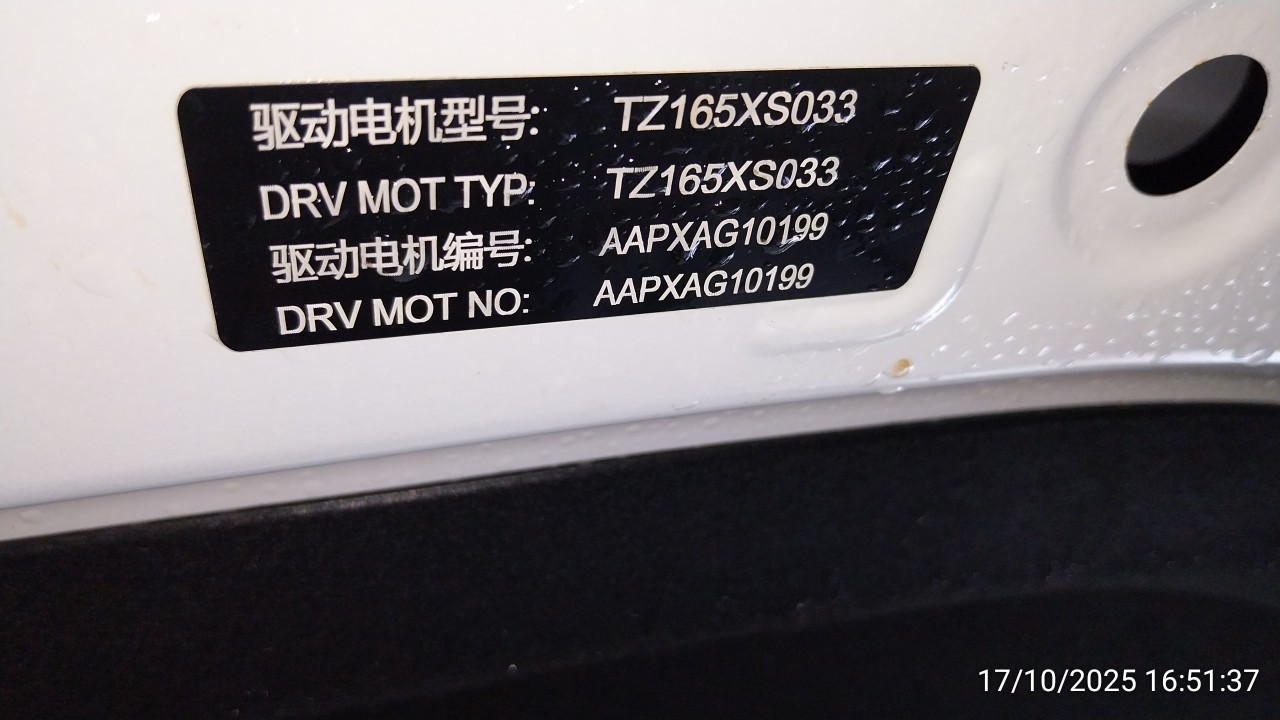 驱动电机型号: TZ165XS033
DRV MOT TYP: TZ165XS033
驱动电机编号: AAPXAG10199
DRV MOT NO: AAPXAG10199
17/10/2025 16:51:37